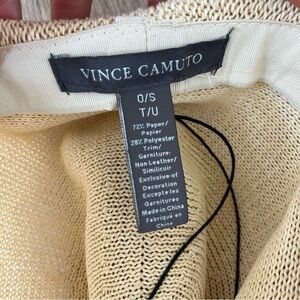 VINCE CAMUTO
O/S
T/U
72% Paper/
Papier
28% Polyester
Trim/
Garniture:
Non Leather/
Similicuir
Exclusive of
Decoration
Excepte les
Garnitures
Made in China
Fabriqué en
Chine